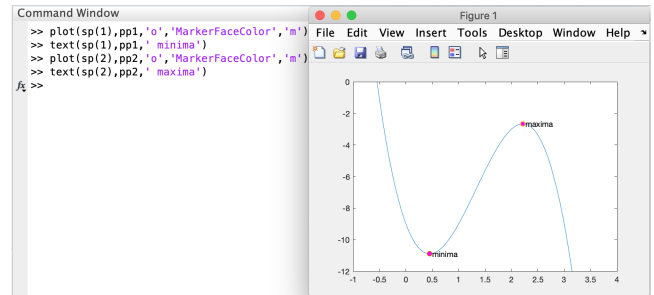 Command Window
>> plot(sp(1),pp1,'o','MarkerFaceColor','m')
>> text(sp(1),pp1,' minima')
>> plot(sp(2),pp2,'o','MarkerFaceColor','m')
>> text(sp(2),pp2,' maxima')
fx >>
Figure 1
File Edit View Insert Tools Desktop Window Help
0
-2
-4
-6
-8
-10
-12
maxima
minima
-1 -0.5 0 0.5 1 1.5 2 2.5 3 3.5 4